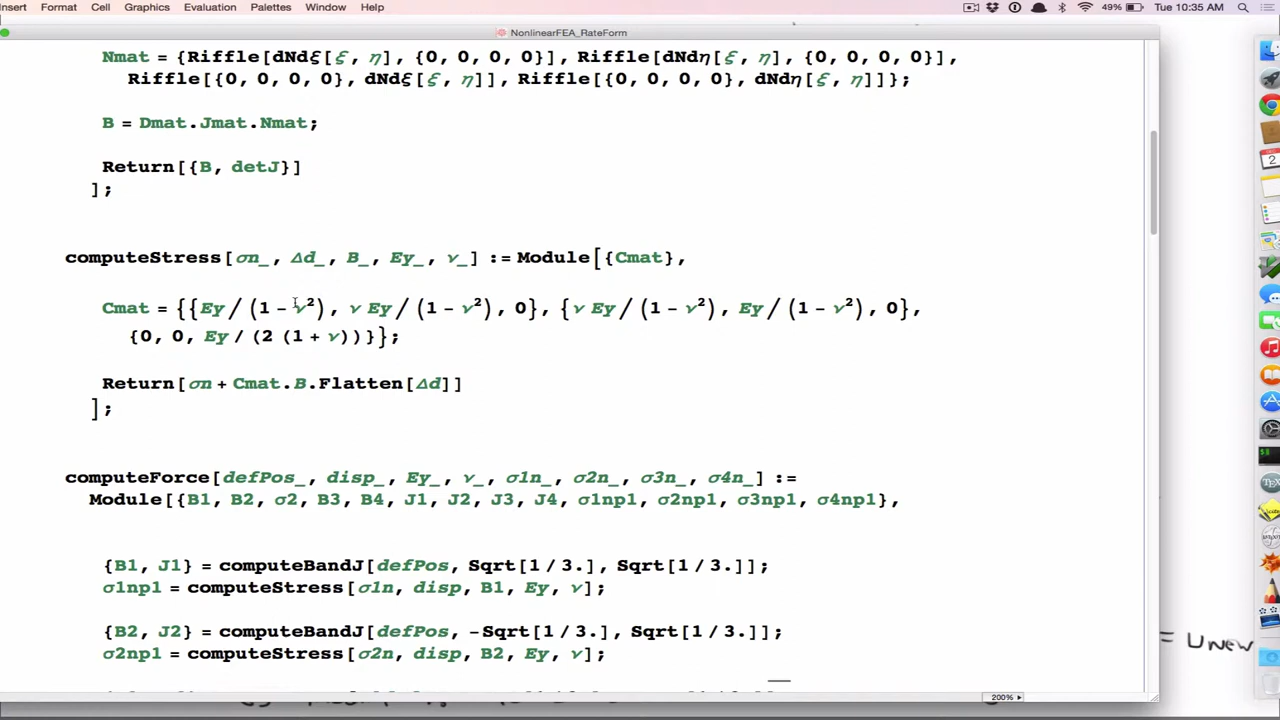 nsert Format Cell Graphics Evaluation Palettes Window Help 49% Tue 10:35 AM
NonlinearFEA_RateForm
Nmat = {Riffle[dNdξ[ξ, η], {0, 0, 0, 0}], Riffle[dNdη[ξ, η], {0, 0, 0, 0}],
Riffle[{0, 0, 0, 0}, dNdξ[ξ, η]], Riffle[{0, 0, 0, 0}, dNdη[ξ, η]]};
B = Dmat.Jmat.Nmat;
Return[{B, detJ}]
];
computeStress[σn_, Δd_, B_, Ey_, ν_] := Module[{Cmat},
Cmat = {{Ey / (1 - ν²), ν Ey / (1 - ν²), 0}, {ν Ey / (1 - ν²), Ey / (1 - ν²), 0},
{0, 0, Ey / (2 (1 + ν))}};
Return[σn + Cmat.B.Flatten[Δd]]
];
computeForce[defPos_, disp_, Ey_, ν_, σ1n_, σ2n_, σ3n_, σ4n_] :=
Module[{B1, B2, σ2, B3, B4, J1, J2, J3, J4, σ1np1, σ2np1, σ3np1, σ4np1},
{B1, J1} = computeBandJ[defPos, Sqrt[1 / 3.], Sqrt[1 / 3.]];
σ1np1 = computeStress[σ1n, disp, B1, Ey, ν];
{B2, J2} = computeBandJ[defPos, -Sqrt[1 / 3.], Sqrt[1 / 3.]];
= UNEW
σ2np1 = computeStress[σ2n, disp, B2, Ey, ν];
200%